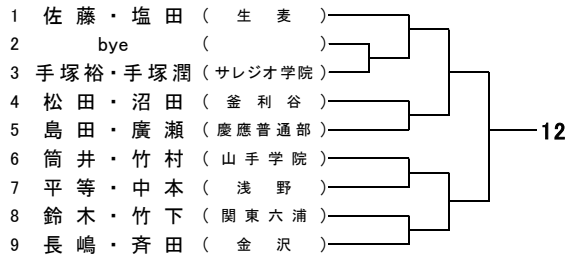 1 佐藤・塩田 (生麦)
2 bye ( )
3 手塚裕・手塚潤 (サレジオ学院)
4 松田・沼田 (釜利谷)
5 島田・廣瀬 (慶應普通部)
12
6 筒井・竹村 (山手学院)
7 平等・中本 (浅野)
8 鈴木・竹下 (関東六浦)
9 長嶋・斉田 (金沢)